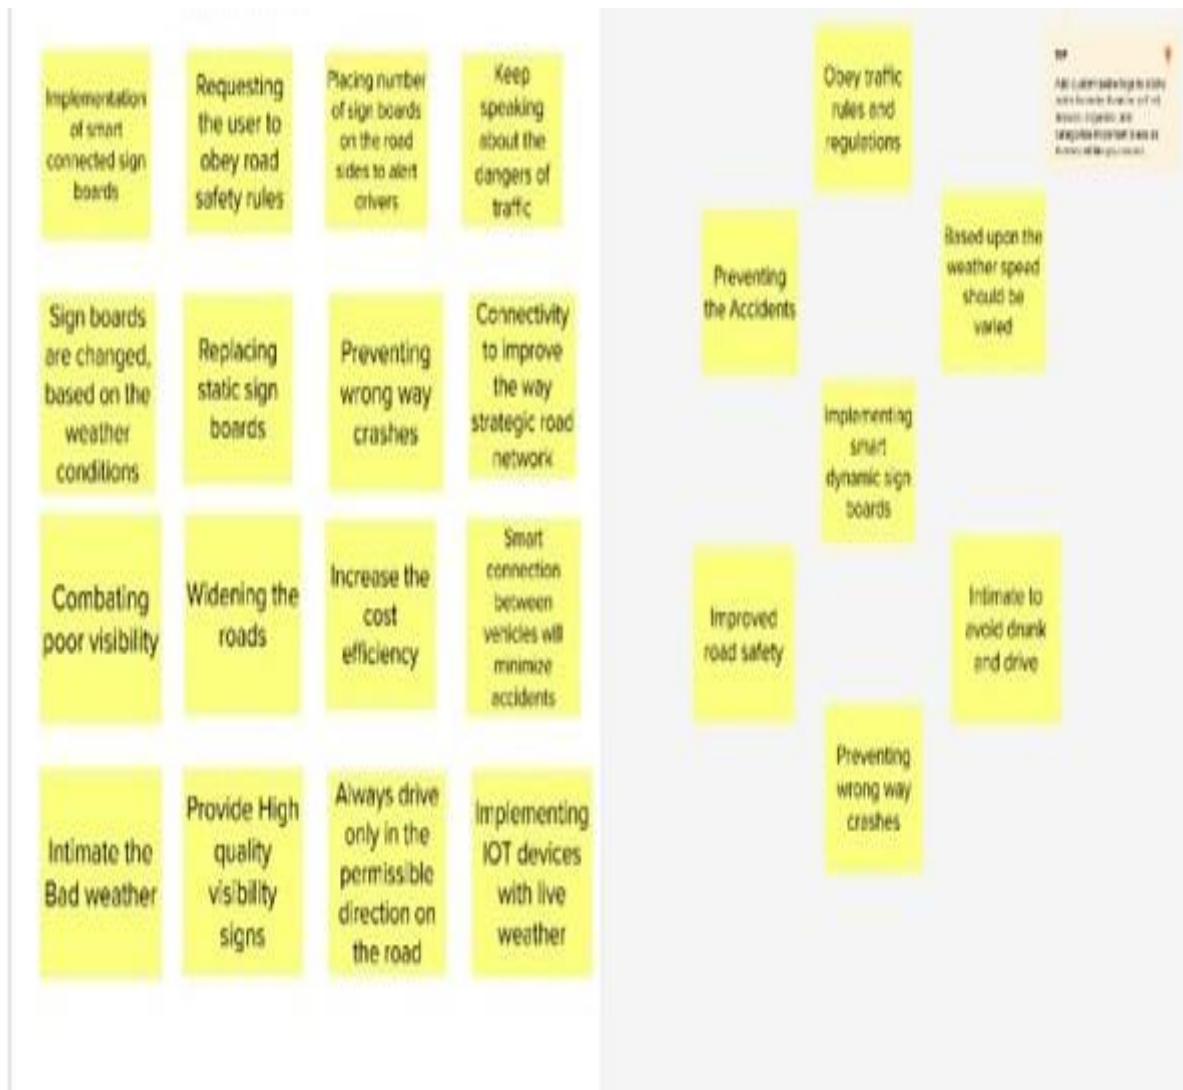 Implementation
of smart
connected sign
boards
Requesting
the user to
obey road
safety rules
Placing number
of sign boards
on the road
sides to alert
drivers
Keep
speaking
about the
dangers of
traffic
Sign boards
are changed,
based on the
weather
conditions
Replacing
static sign
boards
Preventing
wrong way
crashes
Connectivity
to improve
the way
strategic road
network
Combating
poor visibility
Widening the
roads
Increase the
cost
efficiency
Smart
connection
between
vehicles will
minimize
accidents
Intimate the
Bad weather
Provide High
quality
visibility
signs
Always drive
only in the
permissible
direction on
the road
Implementing
IOT devices
with live
weather
Obey traffic
rules and
regulations
Preventing
the Accidents
Based upon the
weather speed
should be
varied
Implementing
smart
dynamic sign
boards
Improved
road safety
Intimate to
avoid drunk
and drive
Preventing
wrong way
crashes
TIP